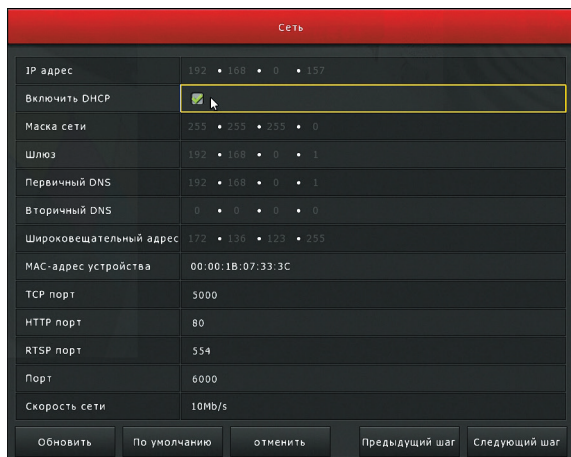 Сеть
IP адрес 192 • 168 • 0 • 157
Включить DHCP
Маска сети 255 • 255 • 255 • 0
Шлюз 192 • 168 • 0 • 1
Первичный DNS 192 • 168 • 0 • 1
Вторичный DNS 0 • 0 • 0 • 0
Широковещательный адрес 172 • 136 • 123 • 255
MAC-адрес устройства 00:00:1B:07:33:3C
TCP порт 5000
HTTP порт 80
RTSP порт 554
Порт 6000
Скорость сети 10Mb/s
Обновить По умолчанию отменить Предыдущий шаг Следующий шаг